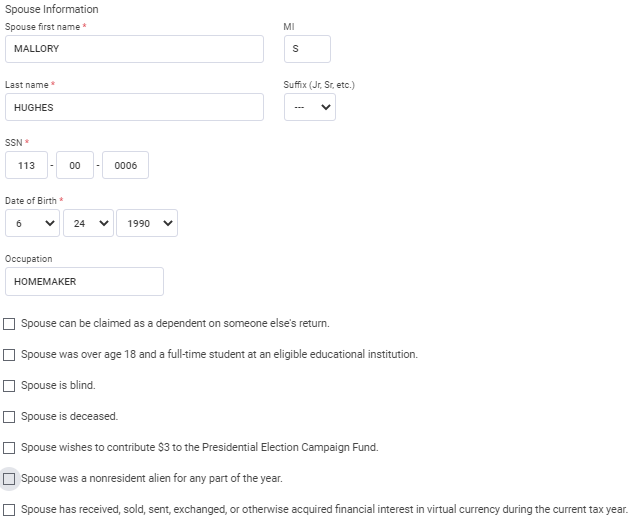 Spouse Information
Spouse first name * MI
MALLORY S
Last name * Suffix (Jr, Sr, etc.)
HUGHES ---
SSN *
113 - 00 - 0006
Date of Birth *
6 24 1990
Occupation
HOMEMAKER
Spouse can be claimed as a dependent on someone else's return.
Spouse was over age 18 and a full-time student at an eligible educational institution.
Spouse is blind.
Spouse is deceased.
Spouse wishes to contribute $3 to the Presidential Election Campaign Fund.
Spouse was a nonresident alien for any part of the year.
Spouse has received, sold, sent, exchanged, or otherwise acquired financial interest in virtual currency during the current tax year.